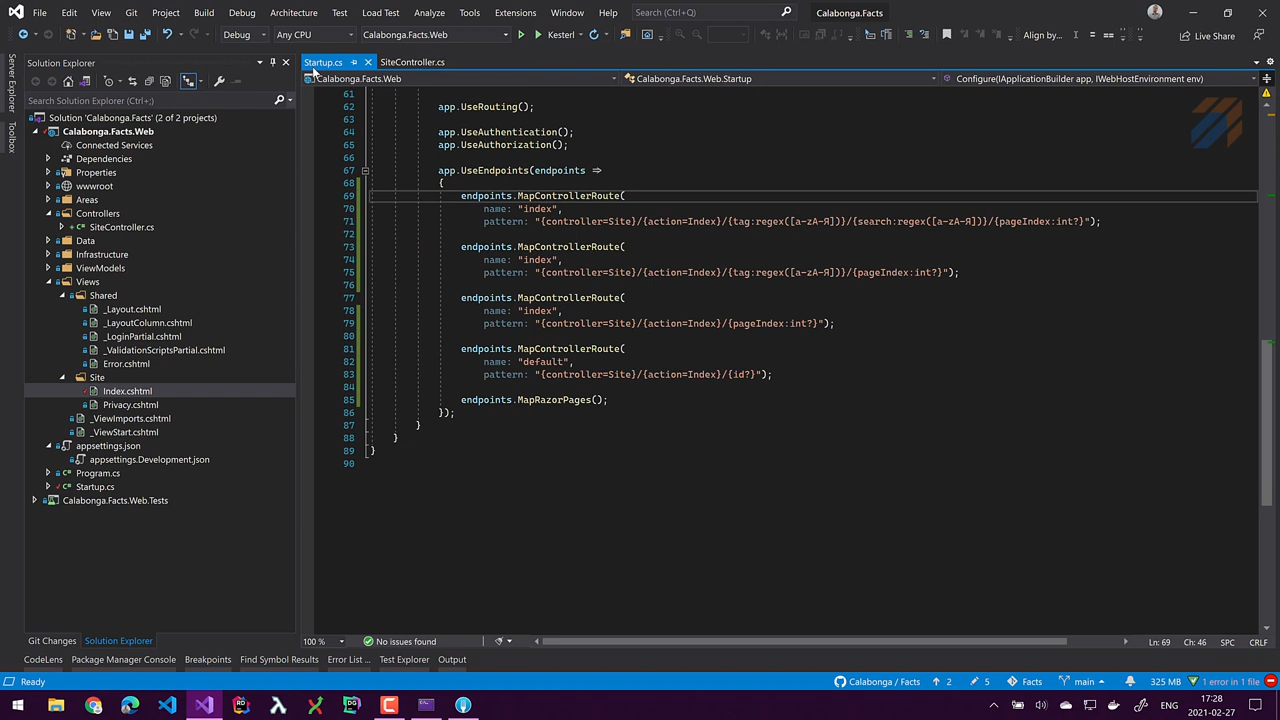 File Edit View Git Project Build Debug Architecture Test Load Test Analyze Tools Extensions Window Help Search (Ctrl+;) Calabonga.Facts
Debug Any CPU Calabonga.Facts.Web Kesterl Align by... Live Share
Server Explorer
Toolbox
Solution Explorer
Search Solution Explorer (Ctrl+;)
Solution 'Calabonga.Facts' (2 of 2 projects)
Calabonga.Facts.Web
Connected Services
Dependencies
Properties
wwwroot
Areas
Controllers
SiteController.cs
Data
Infrastructure
ViewModels
Views
Shared
_Layout.cshtml
_LayoutColumn.cshtml
_LoginPartial.cshtml
_ValidationScriptsPartial.cshtml
Error.cshtml
Site
Index.cshtml
Privacy.cshtml
_ViewImports.cshtml
_ViewStart.cshtml
appsettings.json
appsettings.Development.json
Program.cs
Startup.cs
Calabonga.Facts.Web.Tests
Git Changes Solution Explorer
Startup.cs SiteController.cs
Calabonga.Facts.Web Calabonga.Facts.Web.Startup Configure(IApplicationBuilder app, IWebHostEnvironment env)
61
62 app.UseRouting();
63
64 app.UseAuthentication();
65 app.UseAuthorization();
66
67 app.UseEndpoints(endpoints =>
68 {
69 endpoints.MapControllerRoute(
70 name: "index",
71 pattern: "{controller=Site}/{action=Index}/{tag:regex([a-zА-Я])}/{search:regex([a-zА-Я])}/{pageIndex:int?}");
72
73 endpoints.MapControllerRoute(
74 name: "index",
75 pattern: "{controller=Site}/{action=Index}/{tag:regex([a-zА-Я])}/{pageIndex:int?}");
76
77 endpoints.MapControllerRoute(
78 name: "index",
79 pattern: "{controller=Site}/{action=Index}/{pageIndex:int?}");
80
81 endpoints.MapControllerRoute(
82 name: "default",
83 pattern: "{controller=Site}/{action=Index}/{id?}");
84
85 endpoints.MapRazorPages();
86 });
87 }
88 }
89 }
90
100 % No issues found Ln: 69 Ch: 46 SPC CRLF
CodeLens Package Manager Console Breakpoints Find Symbol Results Error List ... Test Explorer Output
Ready Calabonga / Facts 2 5 Facts main 325 MB 1 error in 1 file
ENG 17:28
2021-02-27